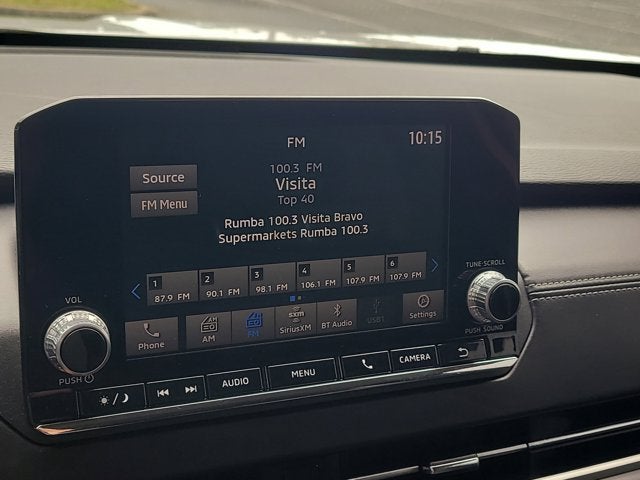 FM
10:15
100.3 FM
Source
Visita
FM Menu
Top 40
Rumba 100.3 Visita Bravo
Supermarkets Rumba 100.3
1 2 3 4 5 6
87.9 FM 90.1 FM 98.1 FM 106.1 FM 107.9 FM 107.9 FM
TUNE·SCROLL
VOL
sxm
Phone AM FM SiriusXM BT Audio USB1 Settings
PUSH SOUND
PUSH
AUDIO MENU CAMERA